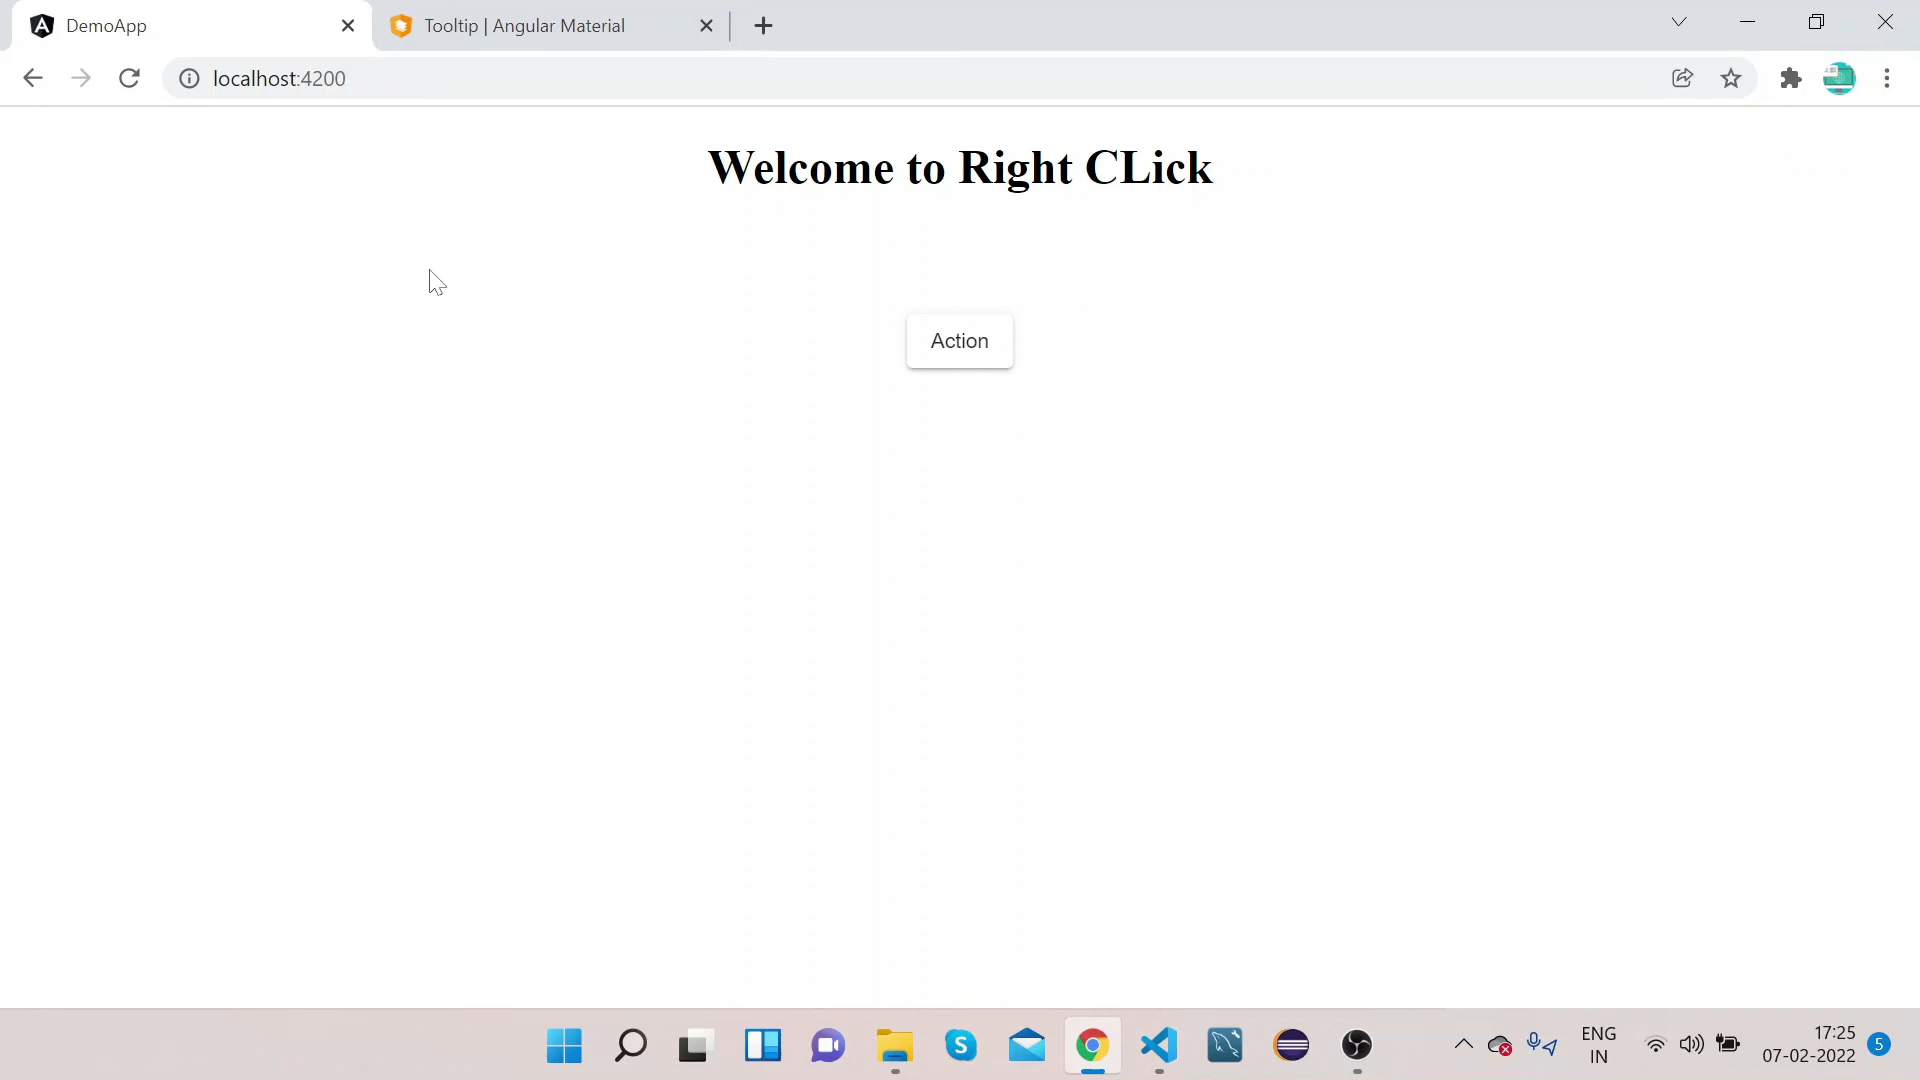 DemoApp
Tooltip | Angular Material
localhost:4200
Welcome to Right CLick
Action
ENG
IN
17:25
07-02-2022
5